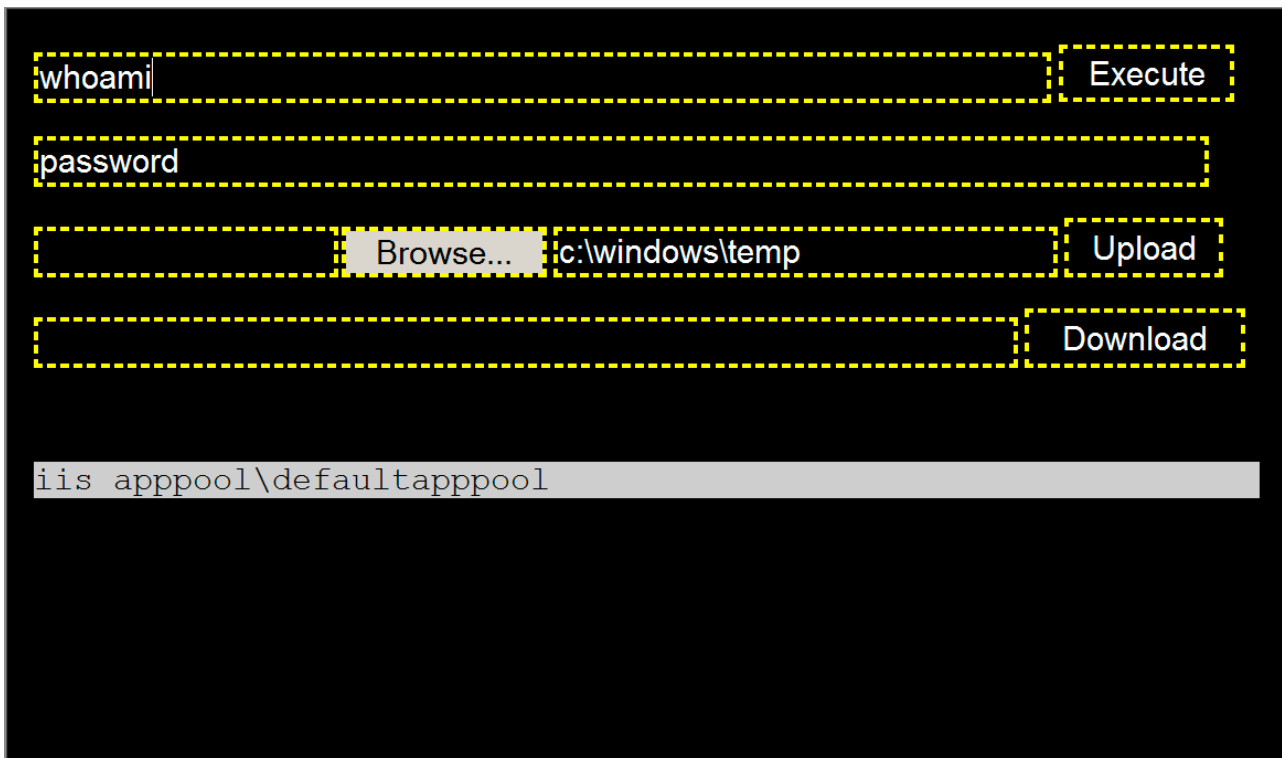 whoami Execute
password
Browse... c:\windows\temp Upload
Download
iis apppool\defaultapppool